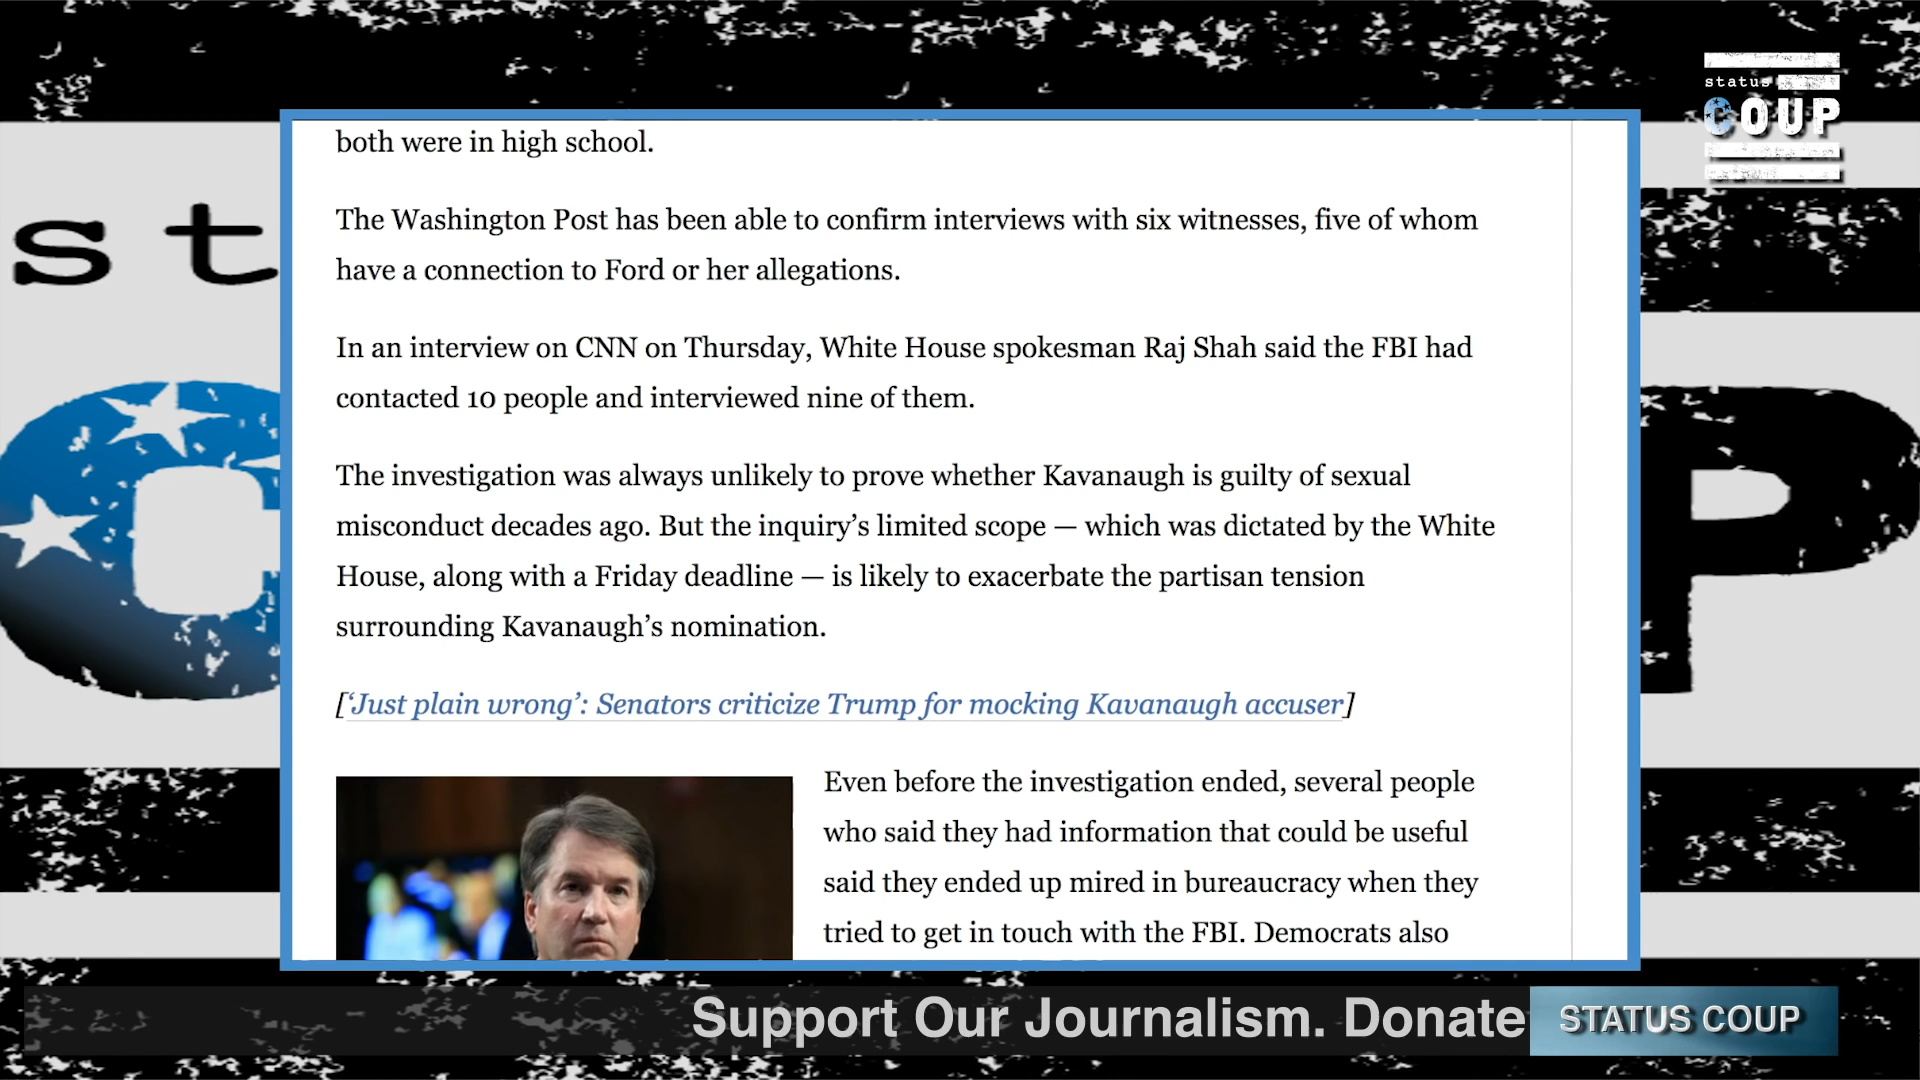 status
COUP
st
C
P
both were in high school.
The Washington Post has been able to confirm interviews with six witnesses, five of whom
have a connection to Ford or her allegations.
In an interview on CNN on Thursday, White House spokesman Raj Shah said the FBI had
contacted 10 people and interviewed nine of them.
The investigation was always unlikely to prove whether Kavanaugh is guilty of sexual
misconduct decades ago. But the inquiry’s limited scope — which was dictated by the White
House, along with a Friday deadline — is likely to exacerbate the partisan tension
surrounding Kavanaugh’s nomination.
[‘Just plain wrong’: Senators criticize Trump for mocking Kavanaugh accuser]
Even before the investigation ended, several people
who said they had information that could be useful
said they ended up mired in bureaucracy when they
tried to get in touch with the FBI. Democrats also
Support Our Journalism. Donate
STATUS COUP